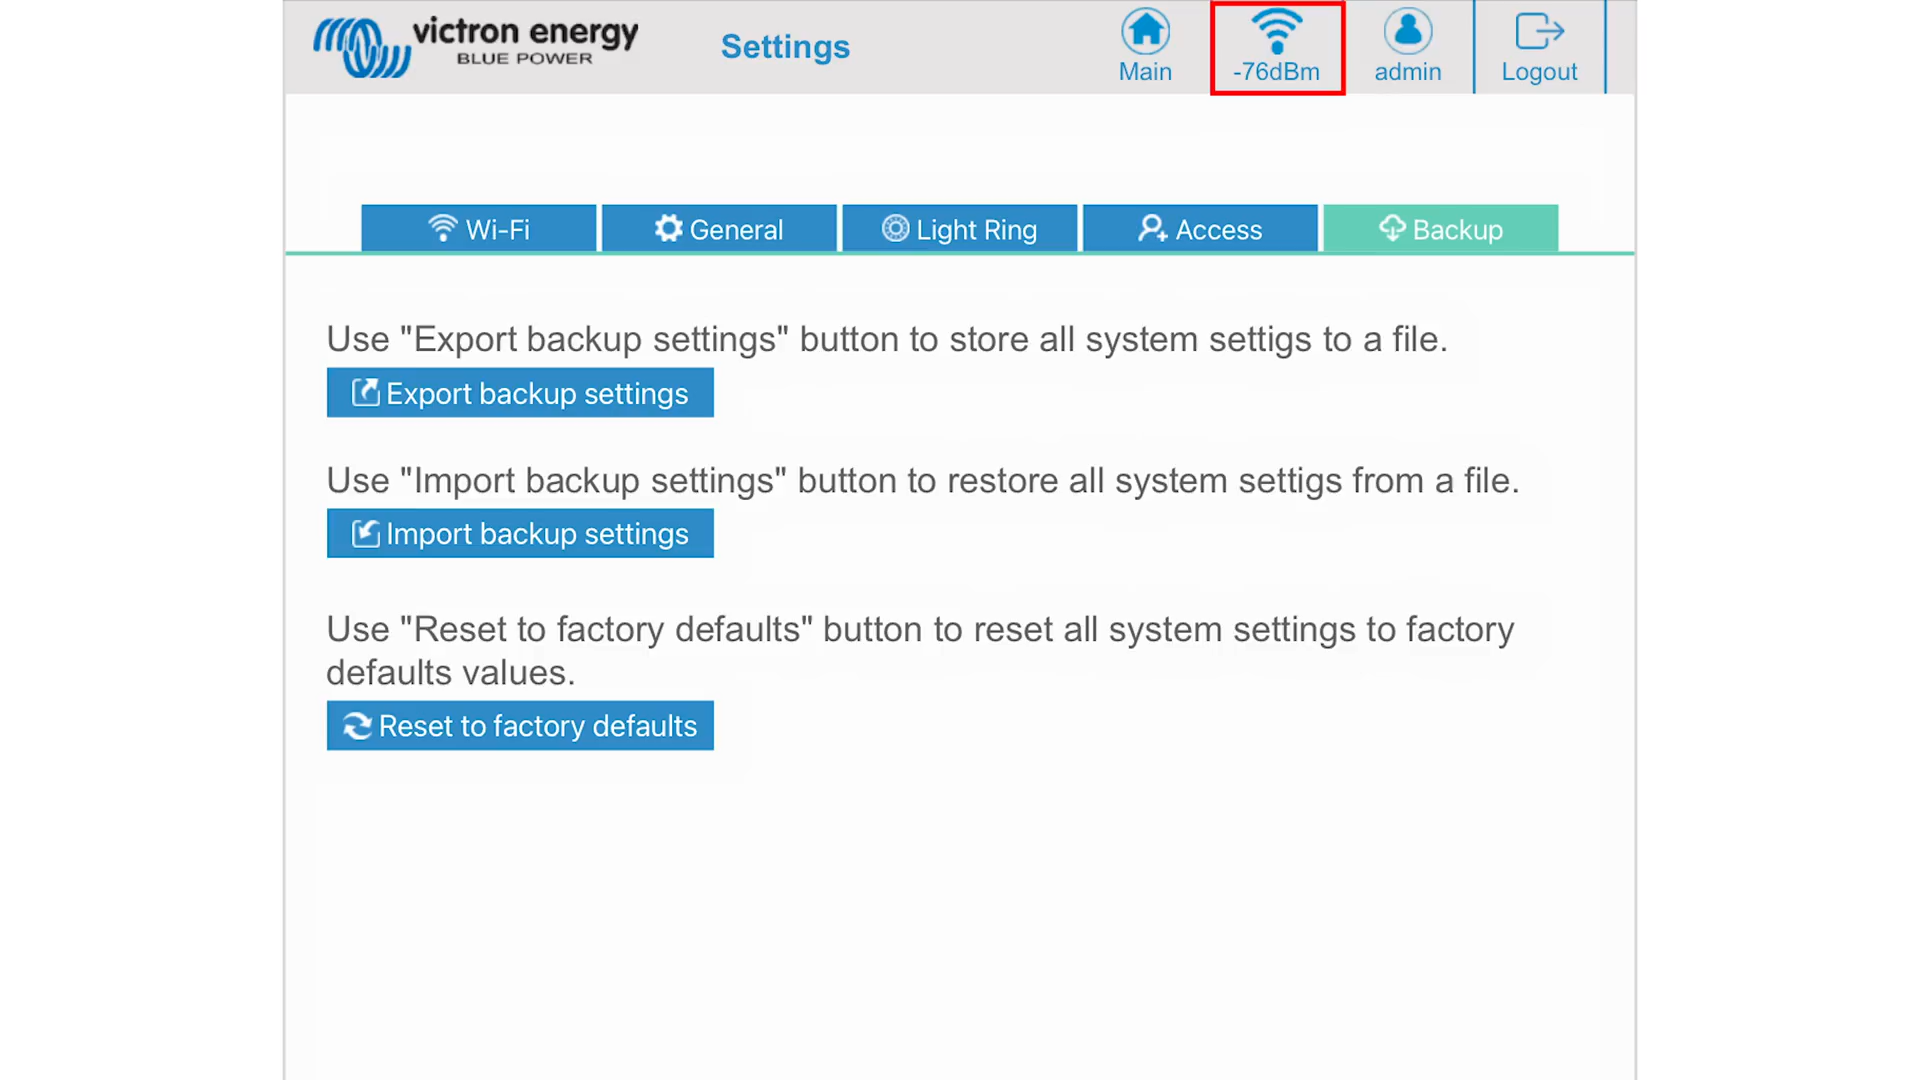 victron energy
BLUE POWER
Settings
Main
-76dBm
admin
Logout
Wi-Fi
General
Light Ring
Access
Backup
Use "Export backup settings" button to store all system settigs to a file.
Export backup settings
Use "Import backup settings" button to restore all system settigs from a file.
Import backup settings
Use "Reset to factory defaults" button to reset all system settings to factory
defaults values.
Reset to factory defaults